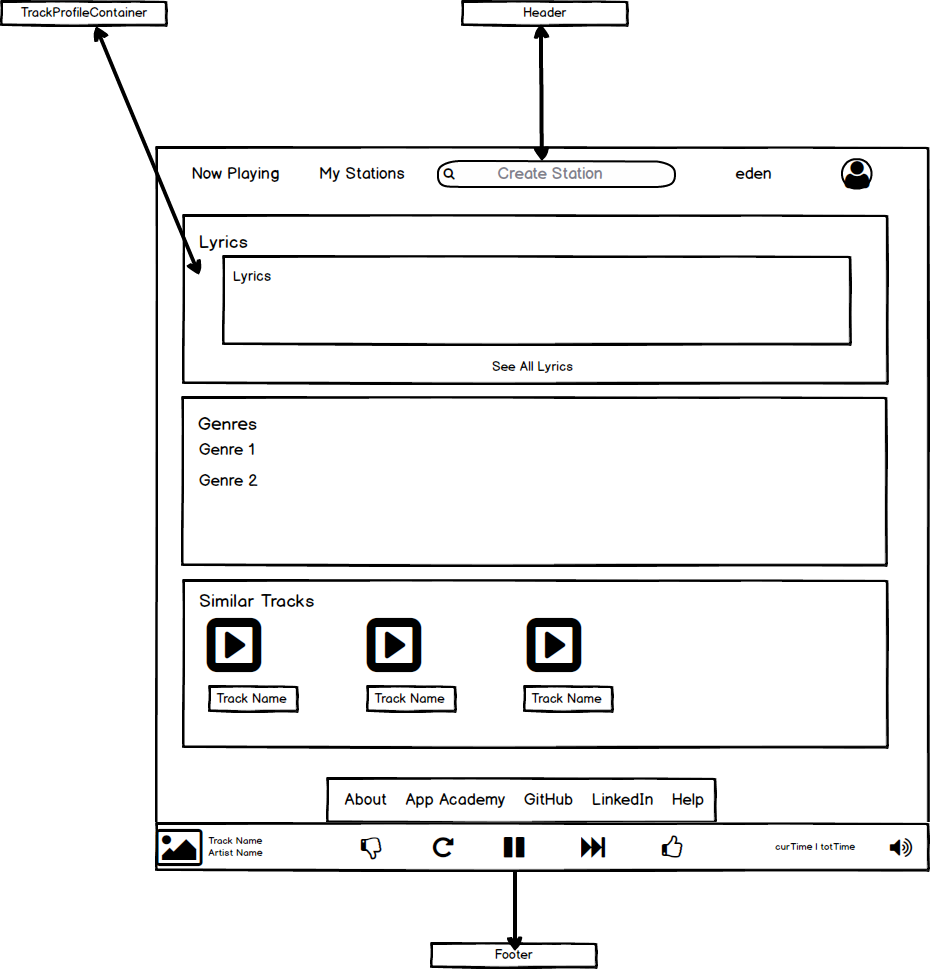 TrackProfileContainer
Header
Now Playing My Stations Create Station eden
Lyrics
Lyrics
See All Lyrics
Genres
Genre 1
Genre 2
Similar Tracks
Track Name Track Name Track Name
About App Academy GitHub LinkedIn Help
Track Name
Artist Name
curTime | totTime
Footer